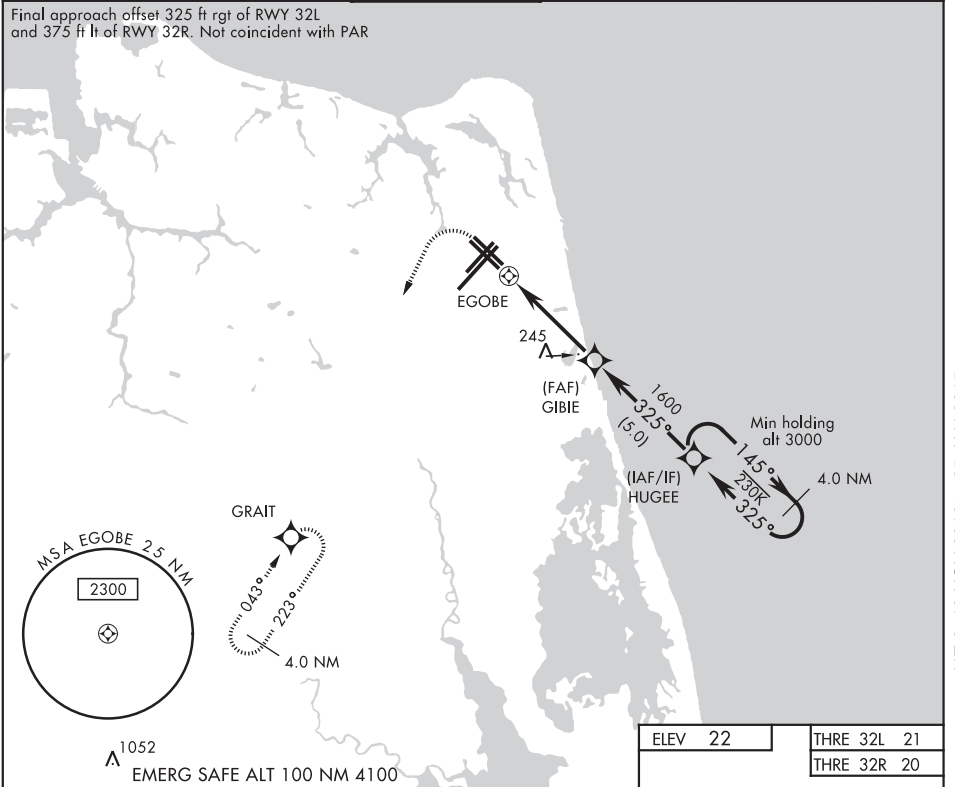 Final approach offset 325 ft rgt of RWY 32L
and 375 ft lt of RWY 32R. Not coincident with PAR
EGOBE
245
(FAF)
GIBIE
1600
325°
(5.0)
Min holding
alt 3000
145°
230K
325°
4.0 NM
(IAF/IF)
HUGEE
GRAIT
043°
223°
4.0 NM
MSA EGOBE 25 NM
2300
1052
EMERG SAFE ALT 100 NM 4100
ELEV 22
THRE 32L 21
THRE 32R 20